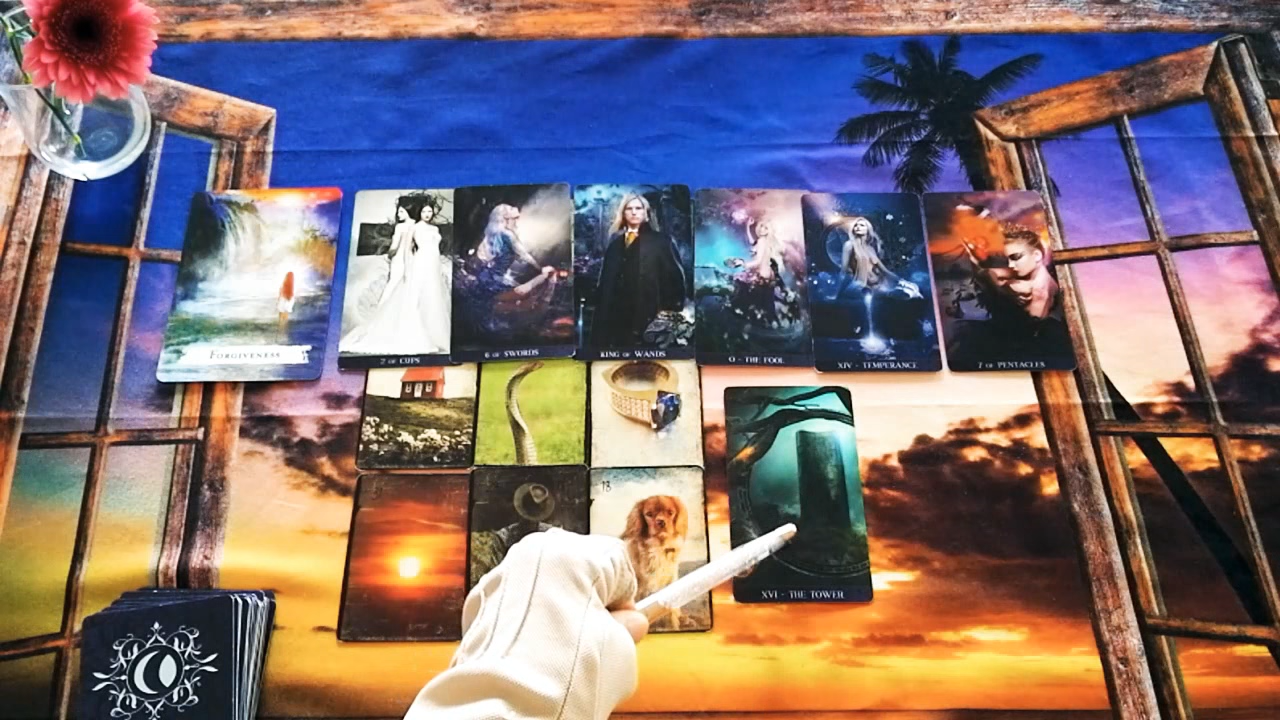 FORGIVENESS
2 OF CUPS
6 OF SWORDS
KING OF WANDS
0 - THE FOOL
XIV - TEMPERANCE
7 OF PENTACLES
18
XVI - THE TOWER